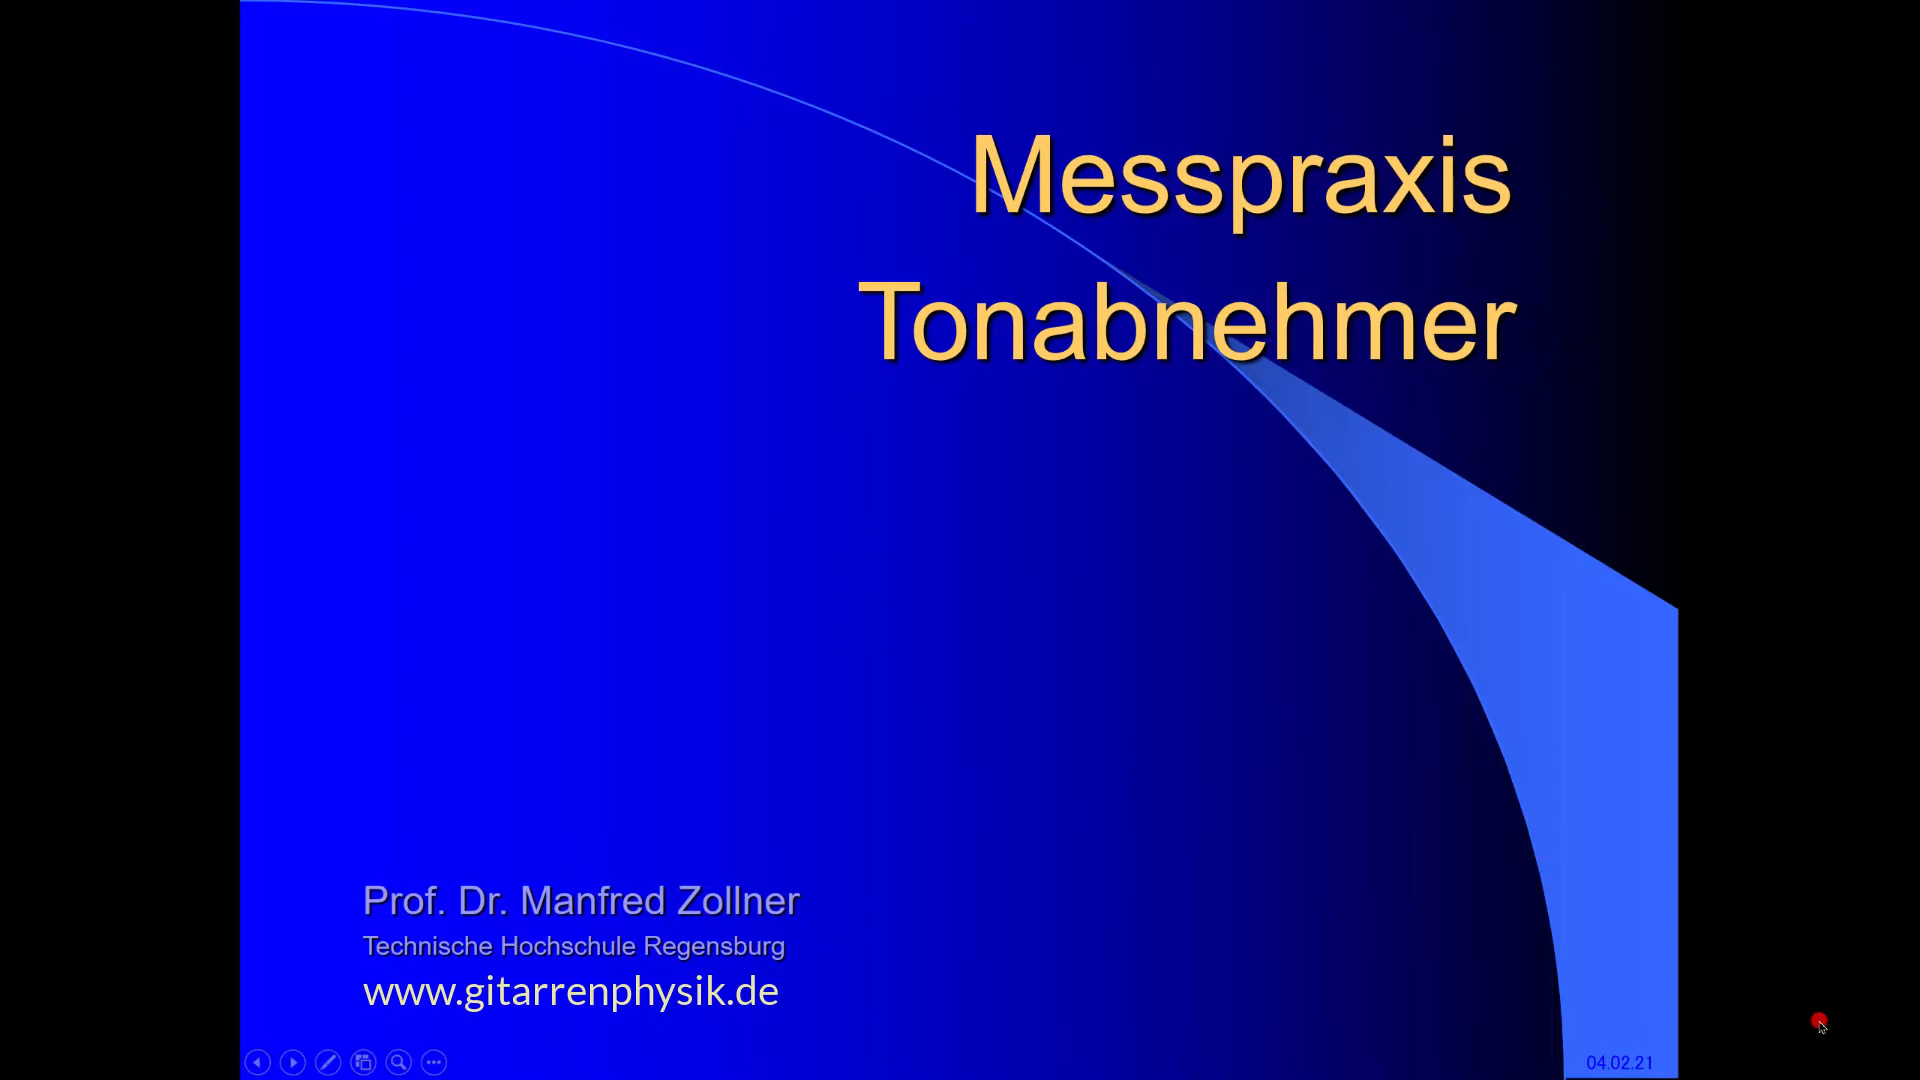 Messpraxis
Tonabnehmer
Prof. Dr. Manfred Zollner
Technische Hochschule Regensburg
www.gitarrenphysik.de
04.02.21